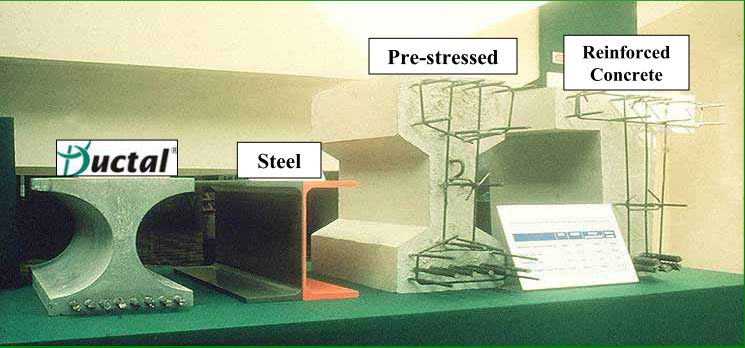 Ductal®
Steel
Pre-stressed
Reinforced
Concrete